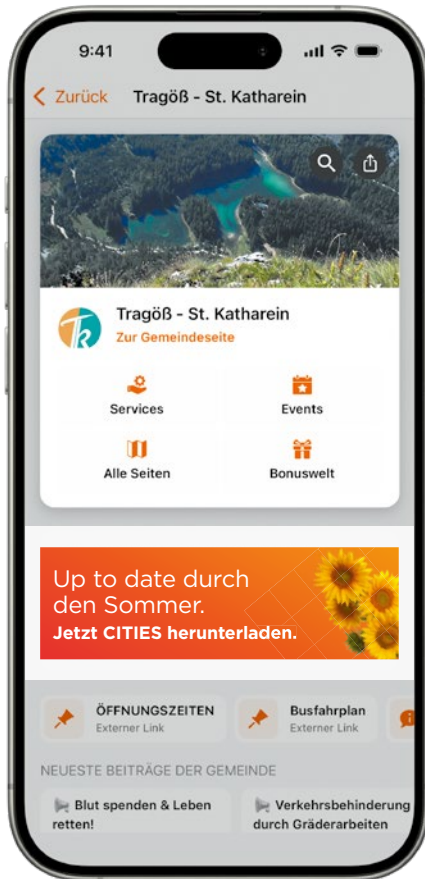 9:41
Zurück Tragöß - St. Katharein
Tragöß - St. Katharein
Zur Gemeindeseite
Services Events
Alle Seiten Bonuswelt
Up to date durch
den Sommer.
Jetzt CITIES herunterladen.
ÖFFNUNGSZEITEN Busfahrplan
Externer Link Externer Link
NEUESTE BEITRÄGE DER GEMEINDE
Blut spenden & Leben Verkehrsbehinderung
retten! durch Gräderarbeiten